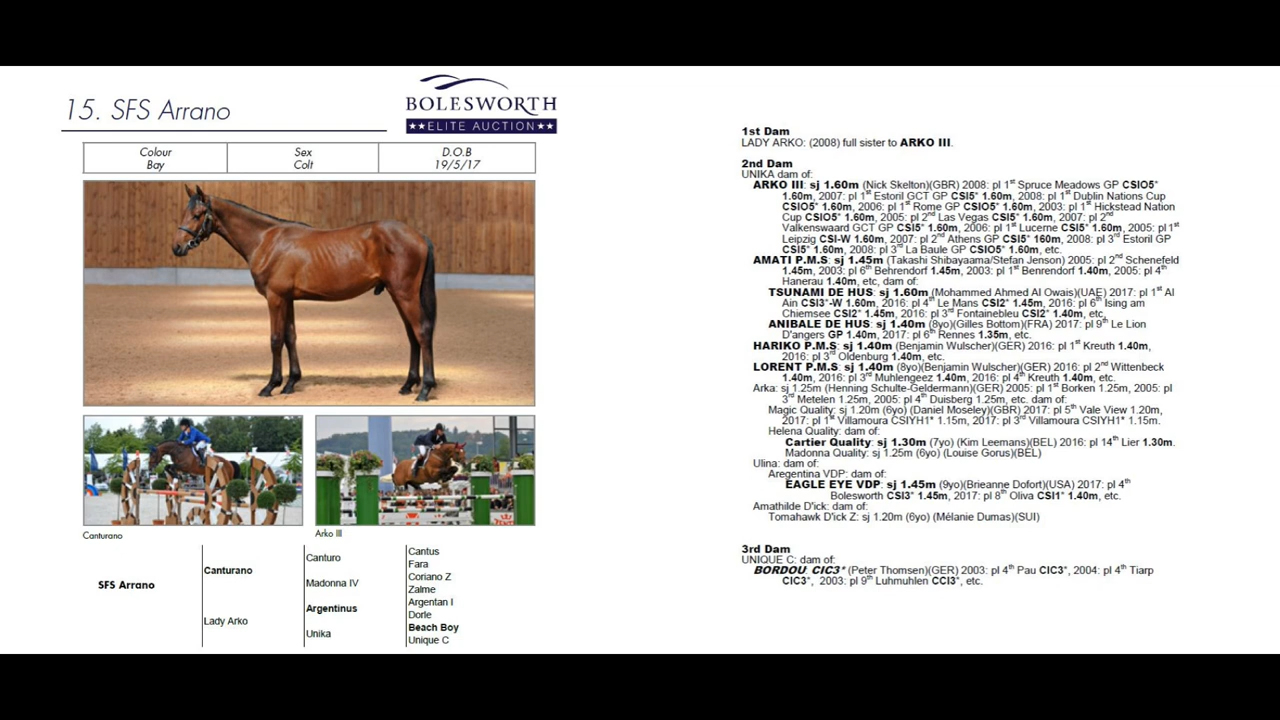 15. SFS Arrano
BOLESWORTH
★★ELITE AUCTION★★
Colour Sex D.O.B
Bay Colt 19/5/17
Canturano Arko III
SFS Arrano
Canturano
Lady Arko
Canturo
Madonna IV
Argentinus
Unika
Cantus
Fara
Coriano Z
Zalme
Argentan I
Dorle
Beach Boy
Unique C
1st Dam
LADY ARKO: (2008) full sister to ARKO III.
2nd Dam
UNIKA dam of:
ARKO III: sj 1.60m (Nick Skelton)(GBR) 2008: pl 1st Spruce Meadows GP CSIO5*
1.60m, 2007: pl 1st Estoril GCT GP CSI5* 1.60m, 2008: pl 1st Dublin Nations Cup
CSIO5* 1.60m, 2006: pl 1st Rome GP CSIO5* 1.60m, 2003: pl 1st Hickstead Nation
Cup CSIO5* 1.60m, 2005: pl 2nd Las Vegas CSI5* 1.60m, 2007: pl 2nd
Valkenswaard GCT GP CSI5* 1.60m, 2006: pl 1st Lucerne CSI5* 1.60m, 2005: pl 1st
Leipzig CSI-W 1.60m, 2007: pl 2nd Athens GP CSI5* 160m, 2008: pl 3rd Estoril GP
CSI5* 1.60m, 2008: pl 3rd La Baule GP CSIO5* 1.60m, etc.
AMATI P.M.S: sj 1.45m (Takashi Shibayaama/Stefan Jenson) 2005: pl 2nd Schenefeld
1.45m, 2003: pl 6th Behrendorf 1.45m, 2003: pl 1st Benrendorf 1.40m, 2005: pl 4th
Hanerau 1.40m, etc, dam of:
TSUNAMI DE HUS: sj 1.60m (Mohammed Ahmed Al Owais)(UAE) 2017: pl 1st Al
Ain CSI3*-W 1.60m, 2016: pl 4th Le Mans CSI2* 1.45m, 2016: pl 6th Ising am
Chiemsee CSI2* 1.45m, 2016: pl 3rd Fontainebleu CSI2* 1.40m, etc,
ANIBALE DE HUS: sj 1.40m (8yo)(Gilles Bottom)(FRA) 2017: pl 9th Le Lion
D'angers GP 1.40m, 2017: pl 6th Rennes 1.35m, etc.
HARIKO P.M.S: sj 1.40m (Benjamin Wulscher)(GER) 2016: pl 1st Kreuth 1.40m,
2016: pl 3rd Oldenburg 1.40m, etc.
LORENT P.M.S: sj 1.40m (8yo)(Benjamin Wulscher)(GER) 2016: pl 2nd Wittenbeck
1.40m, 2016: pl 3rd Muhlengeez 1.40m, 2016: pl 4th Kreuth 1.40m, etc.
Arka: sj 1.25m (Henning Schulte-Geldermann)(GER) 2005: pl 1st Borken 1.25m, 2005: pl
3rd Metelen 1.25m, 2005: pl 4th Duisberg 1.25m, etc. dam of:
Magic Quality: sj 1.20m (6yo) (Daniel Moseley)(GBR) 2017: pl 5th Vale View 1.20m,
2017: pl 1st Villamoura CSIYH1* 1.15m, 2017: pl 3rd Villamoura CSIYH1* 1.15m.
Helena Quality: dam of:
Cartier Quality: sj 1.30m (7yo) (Kim Leemans)(BEL) 2016: pl 14th Lier 1.30m.
Madonna Quality: sj 1.25m (6yo) (Louise Gorus)(BEL)
Ulina: dam of:
Aregentina VDP: dam of:
EAGLE EYE VDP: sj 1.45m (9yo)(Brieanne Dofort)(USA) 2017: pl 4th
Bolesworth CSI3* 1.45m, 2017: pl 8th Oliva CSI1* 1.40m, etc.
Amathilde D'ick: dam of:
Tomahawk D'ick Z: sj 1.20m (6yo) (Mélanie Dumas)(SUI)
3rd Dam
UNIQUE C: dam of:
BORDOU: CIC3* (Peter Thomsen)(GER) 2003: pl 4th Pau CIC3*, 2004: pl 4th Tiarp
CIC3*, 2003: pl 9th Luhmuhlen CCI3*, etc.